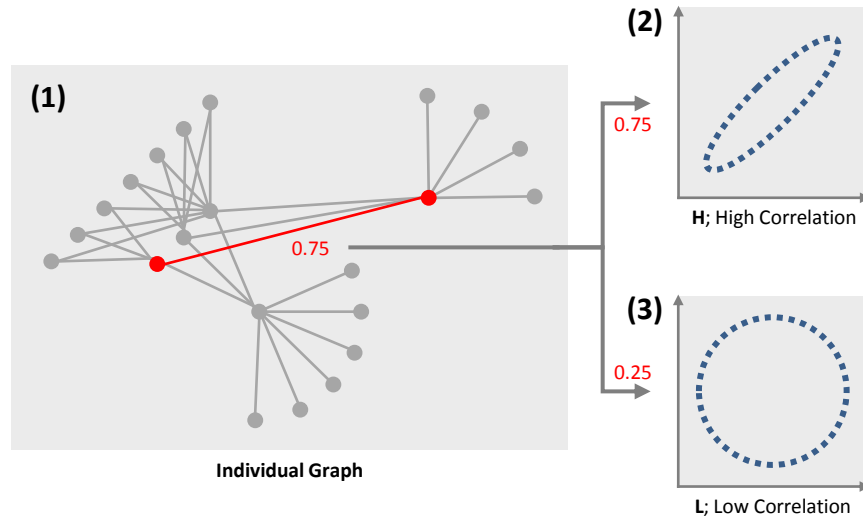 (1)
0.75
Individual Graph
(2)
0.75
H; High Correlation
(3)
0.25
L; Low Correlation